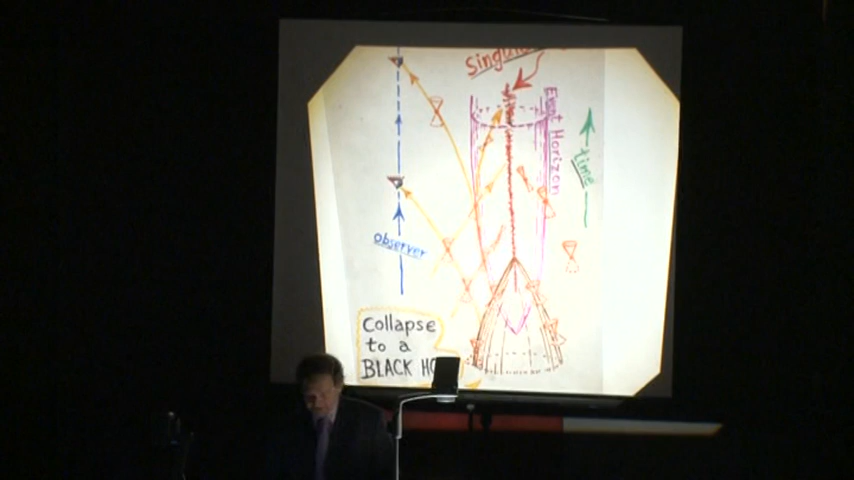 Event Horizon
time
observer
Collapse
to a
BLACK